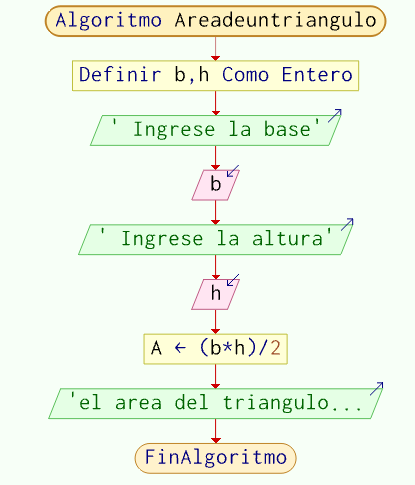 Algoritmo Areadeuntriangulo
Definir b,h Como Entero
' Ingrese la base'
b
' Ingrese la altura'
h
A ← (b*h)/2
'el area del triangulo...
FinAlgoritmo